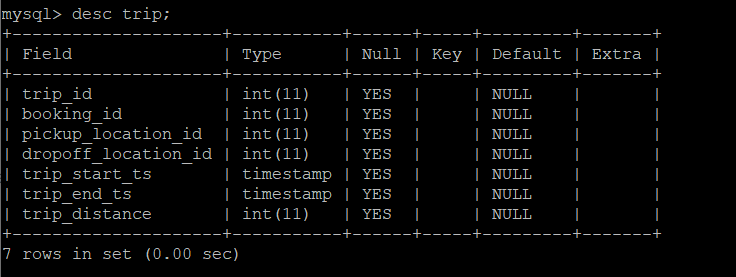 mysql> desc trip;
+---------------------+-----------+------+-----+---------+-------+
| Field               | Type      | Null | Key | Default | Extra |
+---------------------+-----------+------+-----+---------+-------+
| trip_id             | int(11)   | YES  |     | NULL    |       |
| booking_id          | int(11)   | YES  |     | NULL    |       |
| pickup_location_id  | int(11)   | YES  |     | NULL    |       |
| dropoff_location_id | int(11)   | YES  |     | NULL    |       |
| trip_start_ts       | timestamp | YES  |     | NULL    |       |
| trip_end_ts         | timestamp | YES  |     | NULL    |       |
| trip_distance       | int(11)   | YES  |     | NULL    |       |
+---------------------+-----------+------+-----+---------+-------+
7 rows in set (0.00 sec)